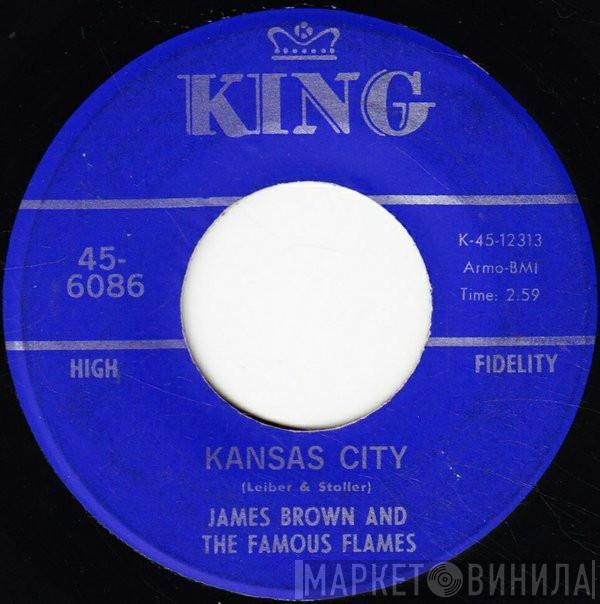 K
KING
45-
6086
K-45-12313
Armo-BMI
Time: 2.59
HIGH
FIDELITY
KANSAS CITY
(Leiber & Stoller)
JAMES BROWN AND
THE FAMOUS FLAMES
МАРКЕТ ВИНИЛА